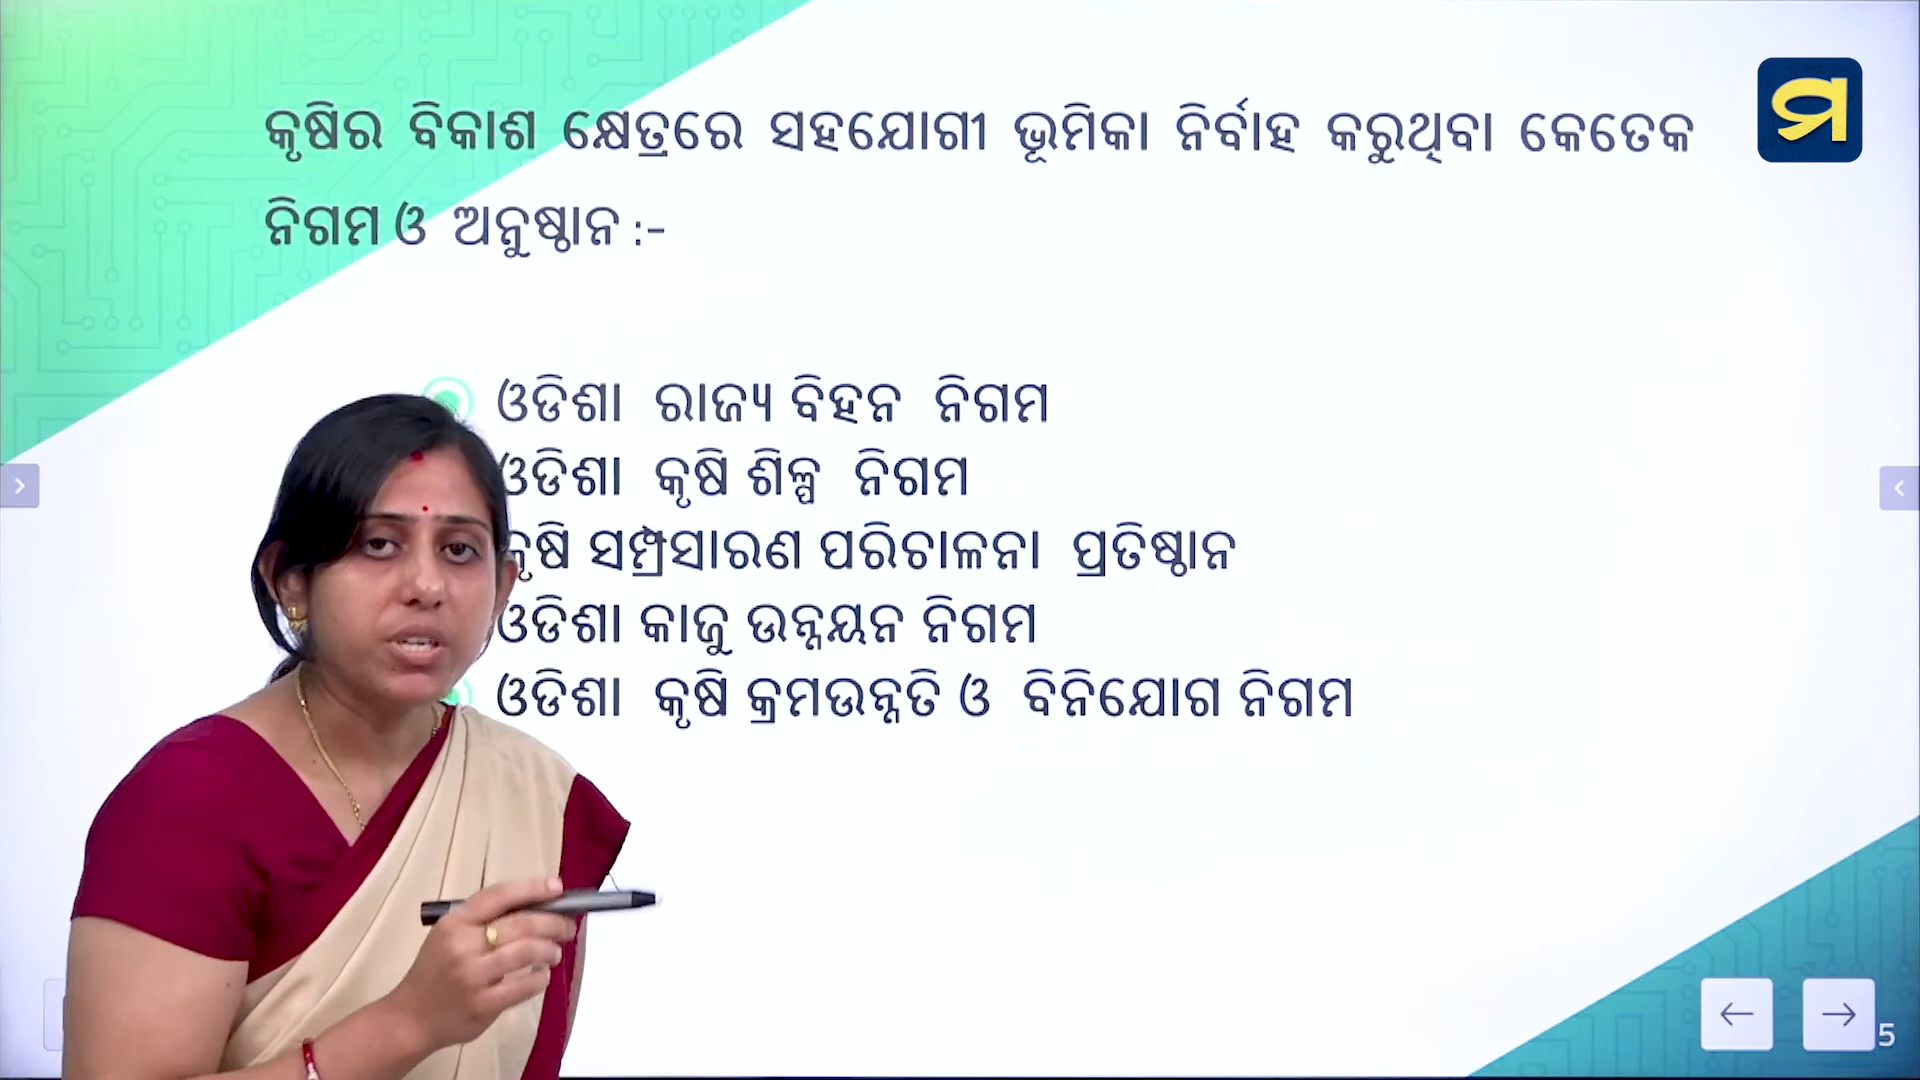 ମ
କୃଷିର ବିକାଶ କ୍ଷେତ୍ରରେ ସହଯୋଗୀ ଭୂମିକା ନିର୍ବାହ କରୁଥିବା କେତେକ
ନିଗମ ଓ ଅନୁଷ୍ଠାନ :-
ଓଡିଶା ରାଜ୍ୟ ବିହନ ନିଗମ
ଓଡିଶା କୃଷି ଶିଳ୍ପ ନିଗମ
କୃଷି ସମ୍ପ୍ରସାରଣ ପରିଚାଳନା ପ୍ରତିଷ୍ଠାନ
ଓଡିଶା କାଜୁ ଉନ୍ନୟନ ନିଗମ
ଓଡିଶା କୃଷି କ୍ରମଉନ୍ନତି ଓ ବିନିଯୋଗ ନିଗମ
5